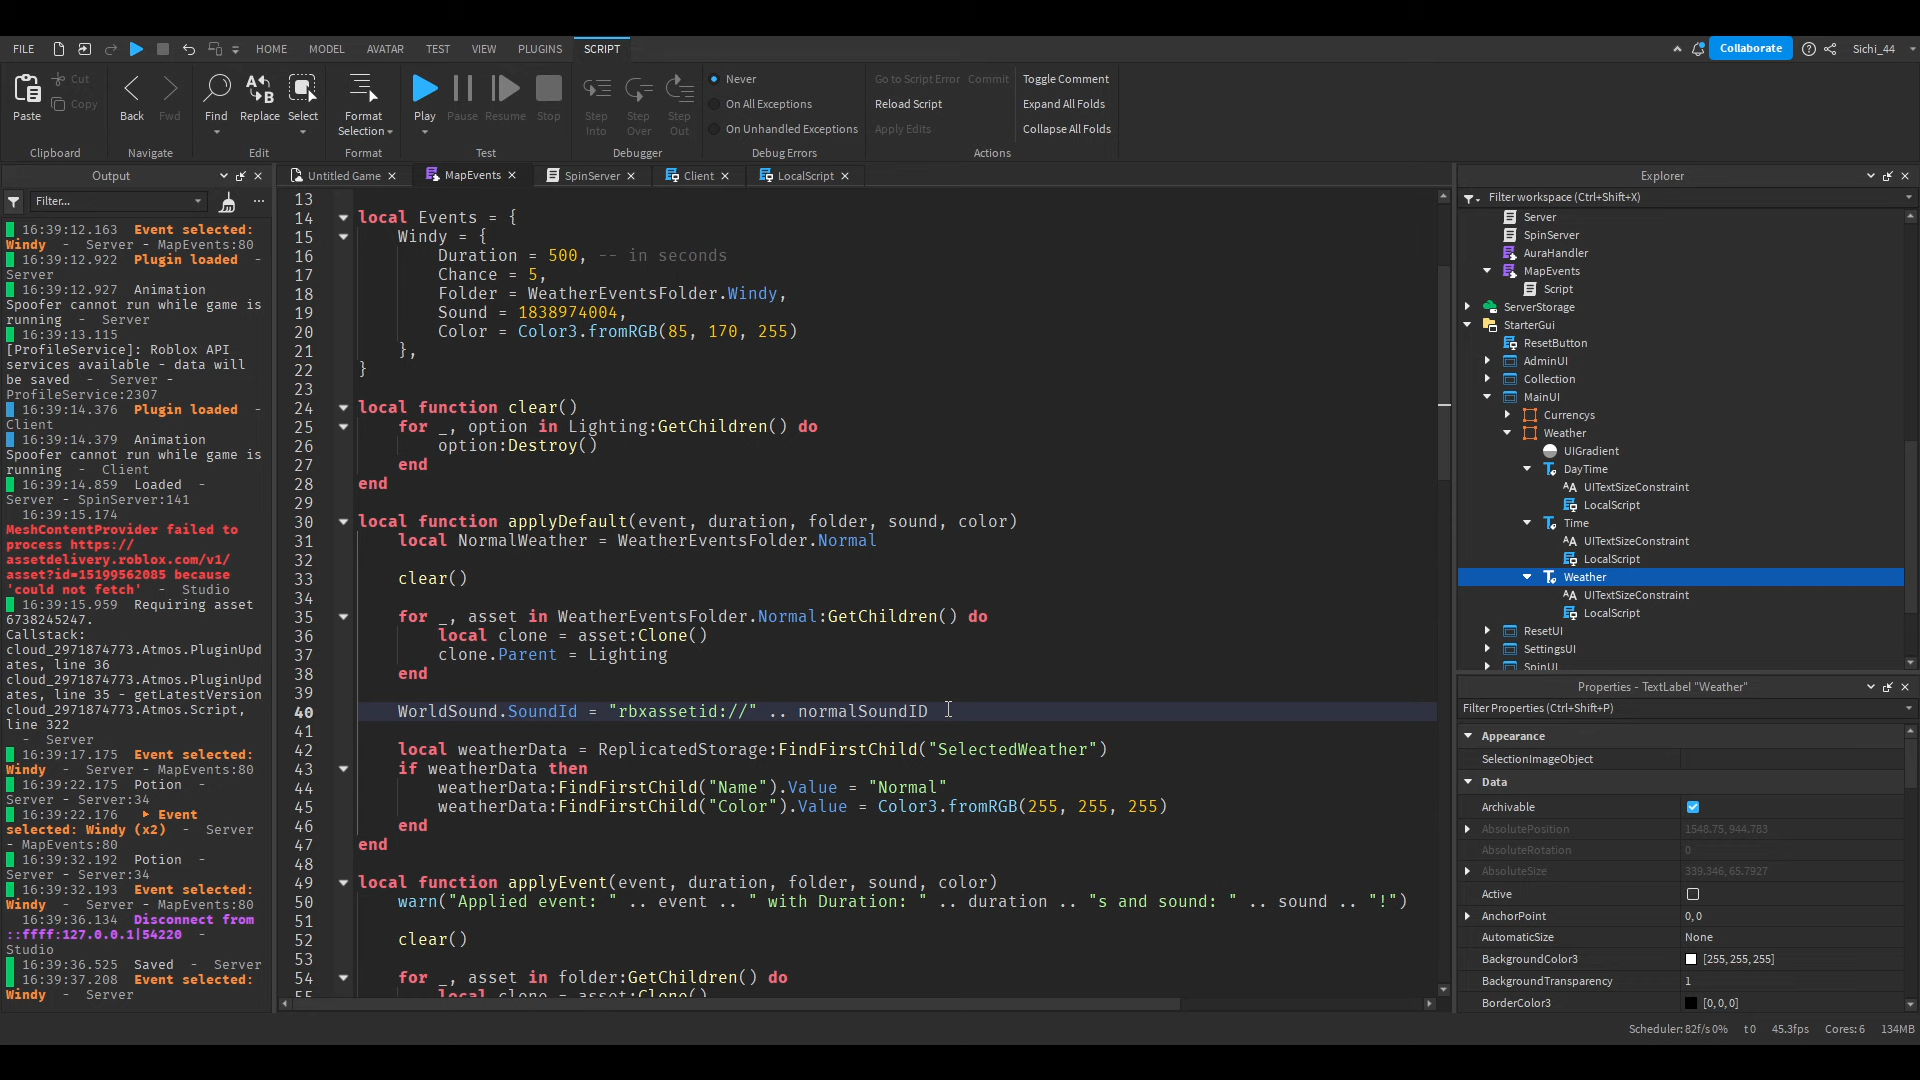 FILE HOME MODEL AVATAR TEST VIEW PLUGINS SCRIPT Collaborate Sichi_44
Paste Cut Copy Back Fwd Find Replace Select Format Selection Play Pause Resume Stop Step Into Step Over Step Out
Never
On All Exceptions
On Unhandled Exceptions
Go to Script Error Commit
Reload Script
Apply Edits
Toggle Comment
Expand All Folds
Collapse All Folds
Clipboard Navigate Edit Format Test Debugger Debug Errors Actions
Output
Filter...
16:39:12.163 Event selected:
Windy - Server - MapEvents:80
16:39:12.922 Plugin loaded -
Server
16:39:12.927 Animation
Spoofer cannot run while game is
running - Server
16:39:13.115
[ProfileService]: Roblox API
services available - data will
be saved - Server -
ProfileService:2307
16:39:14.376 Plugin loaded -
Client
16:39:14.379 Animation
Spoofer cannot run while game is
running - Client
16:39:14.859 Loaded -
Server - SpinServer:141
16:39:15.174
MeshContentProvider failed to
process https://
assetdelivery.roblox.com/v1/
asset?id=15199562085 because
'could not fetch' - Studio
16:39:15.959 Requiring asset
6738245247.
Callstack:
cloud_2971874773.Atmos.PluginUpd
ates, line 36
cloud_2971874773.Atmos.PluginUpd
ates, line 35 - getLatestVersion
cloud_2971874773.Atmos.Script,
line 322
- Server
16:39:17.175 Event selected:
Windy - Server - MapEvents:80
16:39:22.175 Potion -
Server - Server:34
16:39:22.176 Event
selected: Windy (x2) - Server
- MapEvents:80
16:39:32.192 Potion -
Server - Server:34
16:39:32.193 Event selected:
Windy - Server - MapEvents:80
16:39:36.134 Disconnect from
::ffff:127.0.0.1|54220 -
Studio
16:39:36.525 Saved - Server
16:39:37.208 Event selected:
Windy - Server
Untitled Game MapEvents SpinServer Client LocalScript
13
14 local Events = {
15 Windy = {
16 Duration = 500, -- in seconds
17 Chance = 5,
18 Folder = WeatherEventsFolder.Windy,
19 Sound = 1838974004,
20 Color = Color3.fromRGB(85, 170, 255)
21 },
22 }
23
24 local function clear()
25 for _, option in Lighting:GetChildren() do
26 option:Destroy()
27 end
28 end
29
30 local function applyDefault(event, duration, folder, sound, color)
31 local NormalWeather = WeatherEventsFolder.Normal
32
33 clear()
34
35 for _, asset in WeatherEventsFolder.Normal:GetChildren() do
36 local clone = asset:Clone()
37 clone.Parent = Lighting
38 end
39
40 WorldSound.SoundId = "rbxassetid://" .. normalSoundID
41
42 local weatherData = ReplicatedStorage:FindFirstChild("SelectedWeather")
43 if weatherData then
44 weatherData:FindFirstChild("Name").Value = "Normal"
45 weatherData:FindFirstChild("Color").Value = Color3.fromRGB(255, 255, 255)
46 end
47 end
48
49 local function applyEvent(event, duration, folder, sound, color)
50 warn("Applied event: " .. event .. " with Duration: " .. duration .. "s and sound: " .. sound .. "!")
51
52 clear()
53
54 for _, asset in folder:GetChildren() do
55 local clone = asset:Clone()
Explorer
Filter workspace (Ctrl+Shift+X)
Server
SpinServer
AuraHandler
MapEvents
Script
ServerStorage
StarterGui
ResetButton
AdminUI
Collection
MainUI
Currencys
Weather
UIGradient
DayTime
UITextSizeConstraint
LocalScript
Time
UITextSizeConstraint
LocalScript
Weather
UITextSizeConstraint
LocalScript
ResetUI
SettingsUI
SpinUI
Properties - TextLabel "Weather"
Filter Properties (Ctrl+Shift+P)
Appearance
SelectionImageObject
Data
Archivable
AbsolutePosition 1548.75, 944.783
AbsoluteRotation 0
AbsoluteSize 339.346, 65.7927
Active
AnchorPoint 0,0
AutomaticSize None
BackgroundColor3 [255,255,255]
BackgroundTransparency 1
BorderColor3 [0,0,0]
Scheduler: 82f/s 0% t 0 45.3fps Cores: 6 134MB